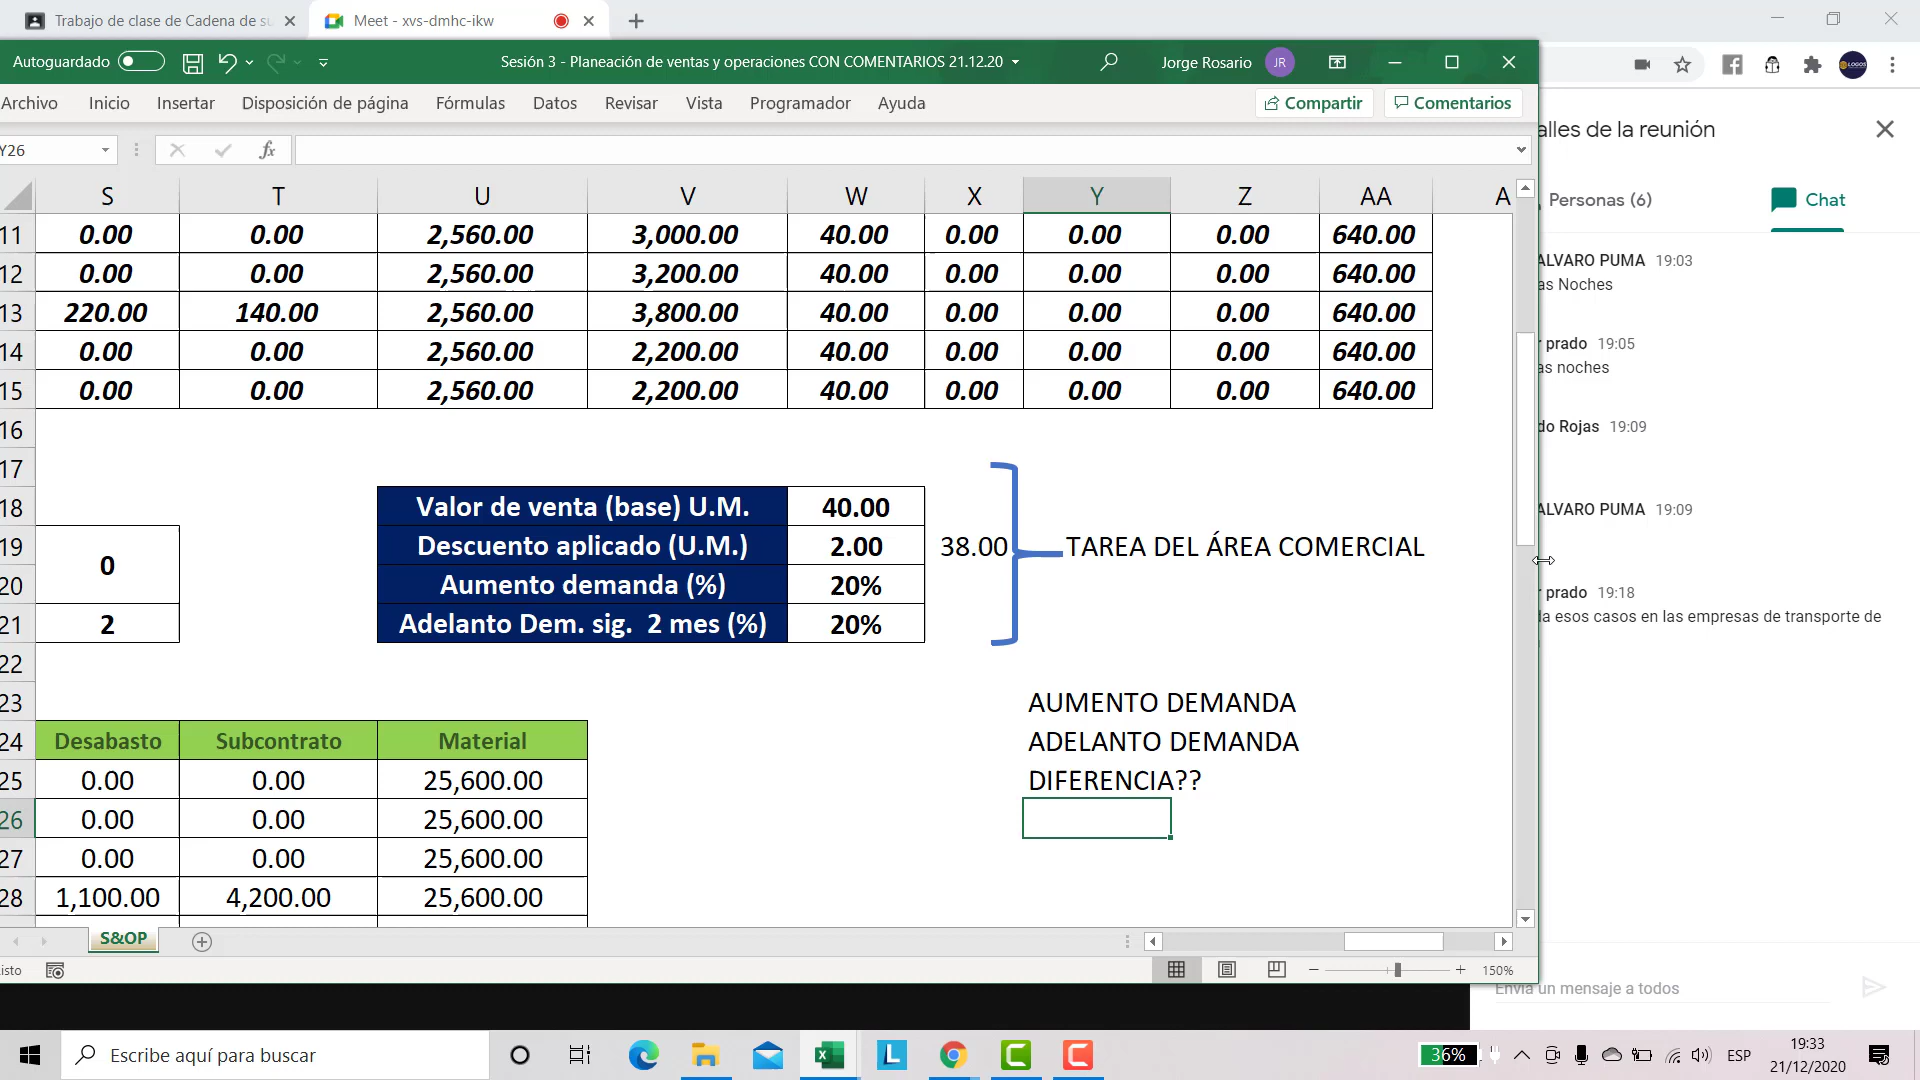 Trabajo de clase de Cadena de su
Meet - xvs-dmhc-ikw
Autoguardado
Sesión 3 - Planeación de ventas y operaciones CON COMENTARIOS 21.12.20
Jorge Rosario
JR
Archivo Inicio Insertar Disposición de página Fórmulas Datos Revisar Vista Programador Ayuda
Compartir
Comentarios
Y26
fx
S T U V W X Y Z AA A
11 0.00 0.00 2,560.00 3,000.00 40.00 0.00 0.00 0.00 640.00
12 0.00 0.00 2,560.00 3,200.00 40.00 0.00 0.00 0.00 640.00
13 220.00 140.00 2,560.00 3,800.00 40.00 0.00 0.00 0.00 640.00
14 0.00 0.00 2,560.00 2,200.00 40.00 0.00 0.00 0.00 640.00
15 0.00 0.00 2,560.00 2,200.00 40.00 0.00 0.00 0.00 640.00
16
17
18 Valor de venta (base) U.M. 40.00
19 0 Descuento aplicado (U.M.) 2.00 38.00 TAREA DEL ÁREA COMERCIAL
20 Aumento demanda (%) 20%
21 2 Adelanto Dem. sig. 2 mes (%) 20%
22
23 AUMENTO DEMANDA
24 Desabasto Subcontrato Material ADELANTO DEMANDA
25 0.00 0.00 25,600.00 DIFERENCIA??
26 0.00 0.00 25,600.00
27 0.00 0.00 25,600.00
28 1,100.00 4,200.00 25,600.00
S&OP
isto
150%
alles de la reunión
Personas (6)
Chat
ALVARO PUMA 19:03
as Noches
r prado 19:05
as noches
do Rojas 19:09
ALVARO PUMA 19:09
r prado 19:18
da esos casos en las empresas de transporte de
Envía un mensaje a todos
Escribe aquí para buscar
36%
ESP
19:33
21/12/2020